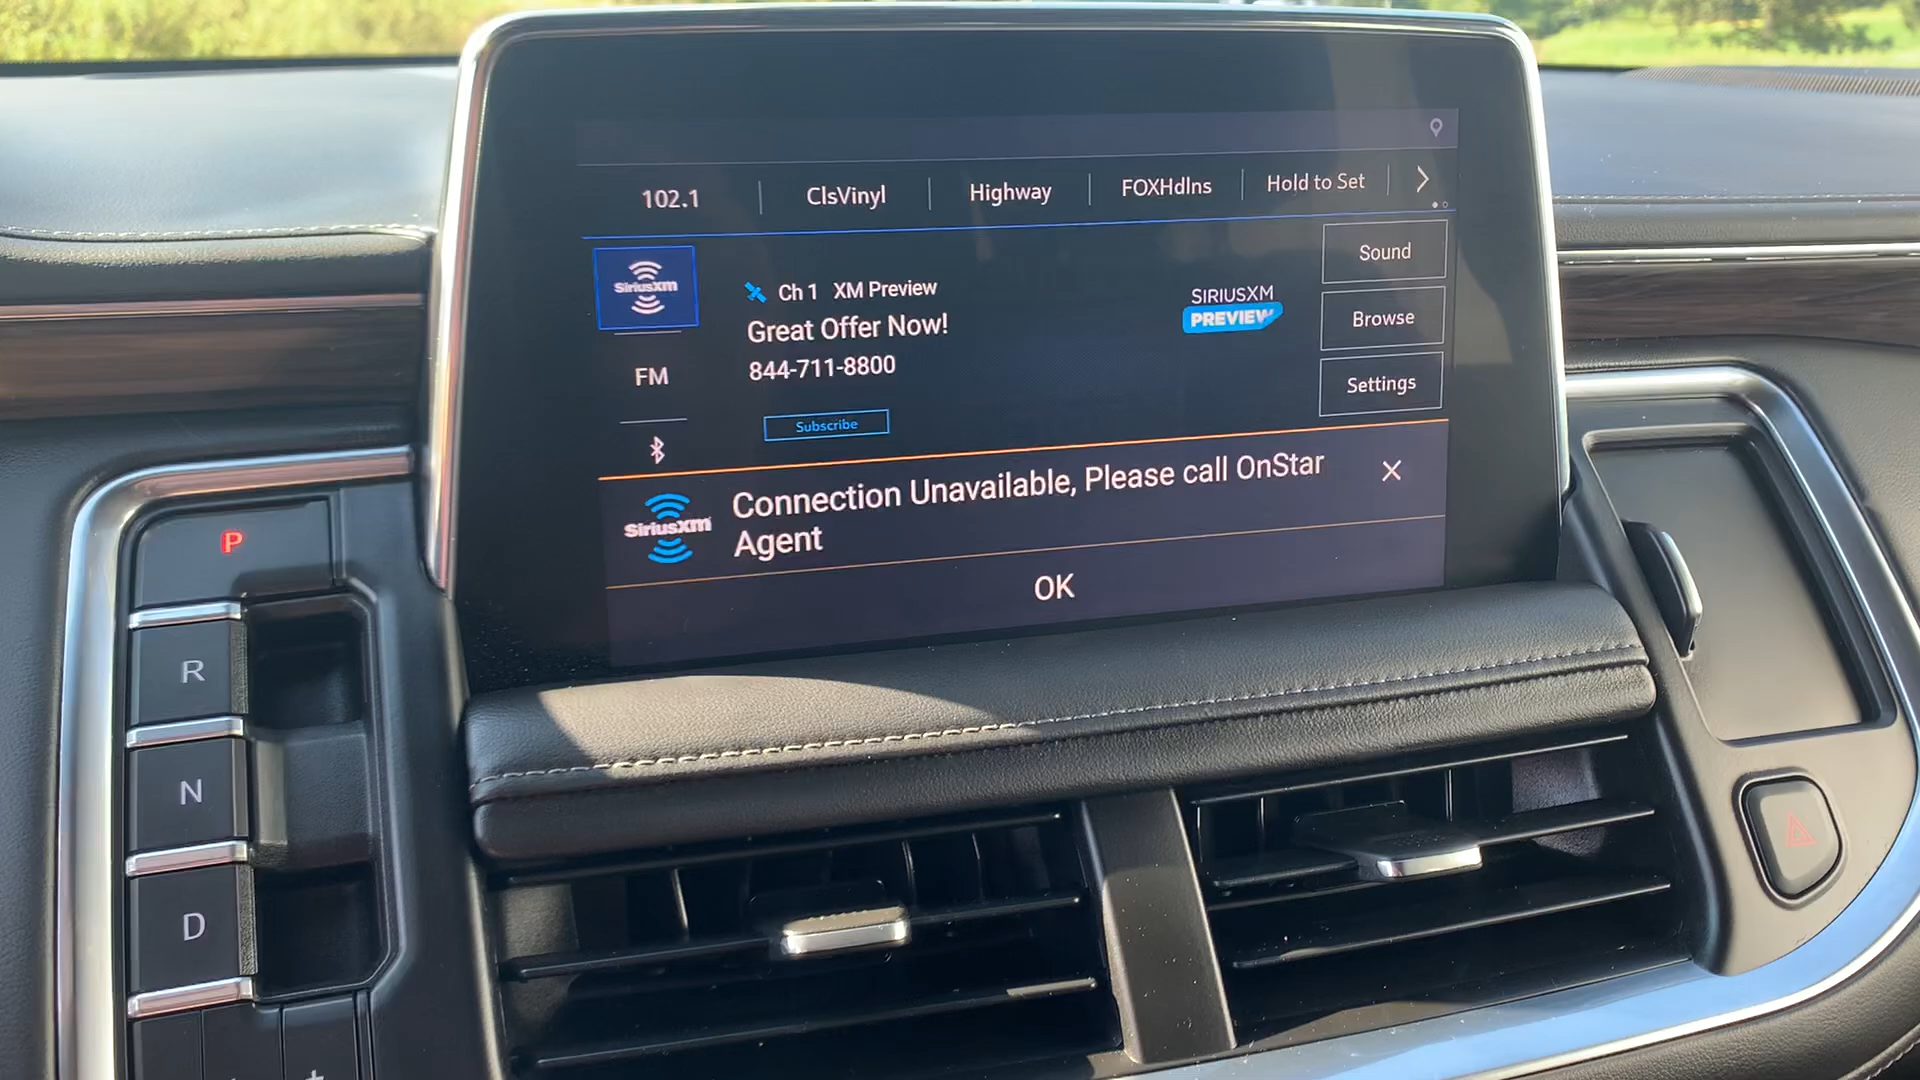 102.1
ClsVinyl
Highway
FOXHdlns
Hold to Set
SiriusXM
Ch 1 XM Preview
Great Offer Now!
844-711-8800
Subscribe
SIRIUSXM
PREVIEW
Sound
Browse
Settings
FM
SiriusXM
Connection Unavailable, Please call OnStar
Agent
OK
P
R
N
D
+